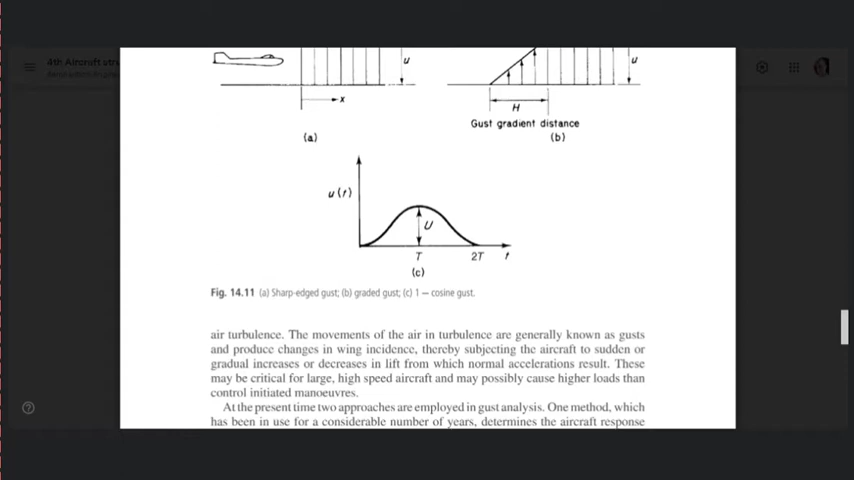 4th Aircraft str
u
u
x
H
Gust gradient distance
(a)
(b)
u(t)
U
T
2T
t
(c)
Fig. 14.11 (a) Sharp-edged gust; (b) graded gust; (c) 1 – cosine gust.
air turbulence. The movements of the air in turbulence are generally known as gusts
and produce changes in wing incidence, thereby subjecting the aircraft to sudden or
gradual increases or decreases in lift from which normal accelerations result. These
may be critical for large, high speed aircraft and may possibly cause higher loads than
control initiated manoeuvres.
At the present time two approaches are employed in gust analysis. One method, which
has been in use for a considerable number of years, determines the aircraft response